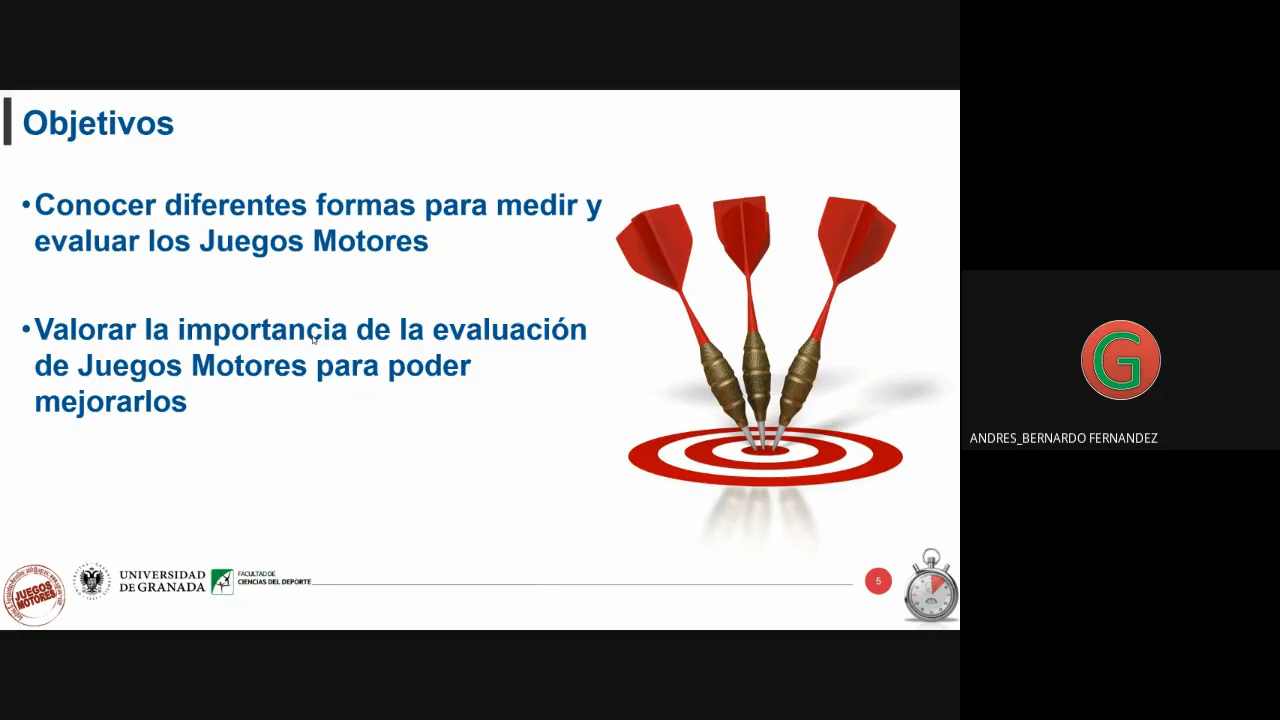 Objetivos
•Conocer diferentes formas para medir y
evaluar los Juegos Motores
•Valorar la importancia de la evaluación
de Juegos Motores para poder
mejorarlos
JUEGOS
MOTORES
UNIVERSIDAD
DE GRANADA
FACULTAD DE
CIENCIAS DEL DEPORTE
5
G
ANDRES_BERNARDO FERNANDEZ